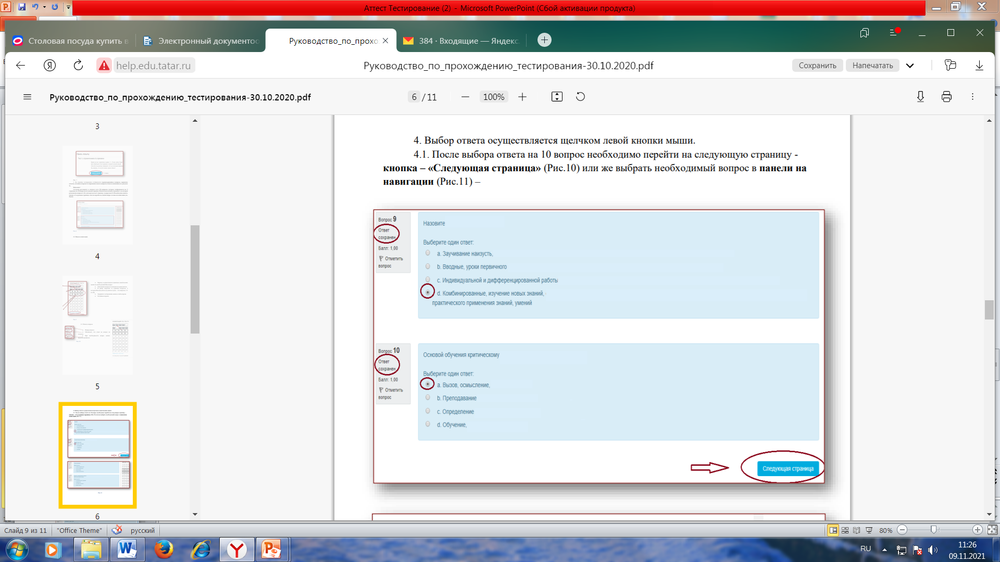 Аттест Тестирование (2) - Microsoft PowerPoint (Сбой активации продукта)
Столовая посуда купить в
Электронный документоо
Руководство_по_прохо
384 · Входящие — Яндекс.
help.edu.tatar.ru
Руководство_по_прохождению_тестирования-30.10.2020.pdf
Сохранить
Напечатать
Руководство_по_прохождению_тестирования-30.10.2020.pdf
6 / 11
100%
3
4
5
6
4. Выбор ответа осуществляется щелчком левой кнопки мыши.
4.1. После выбора ответа на 10 вопрос необходимо перейти на следующую страницу -
кнопка – «Следующая страница» (Рис.10) или же выбрать необходимый вопрос в панели на
навигации (Рис.11) –
Вопрос 9
Ответ
сохранен
Балл: 1,00
Отметить
вопрос
Назовите
Выберите один ответ:
a. Заучивание наизусть,
b. Вводные, уроки первичного
c. Индивидуальной и дифференцированной работы
d. Комбинированные, изучение новых знаний,
практического применения знаний, умений
Вопрос 10
Ответ
сохранен
Балл: 1,00
Отметить
вопрос
Основой обучения критическому
Выберите один ответ:
a. Вызов, осмысление,
b. Преподавание
c. Определение
d. Обучение,
Следующая страница
Слайд 9 из 11
"Office Theme"
русский
80%
RU
11:26
09.11.2021